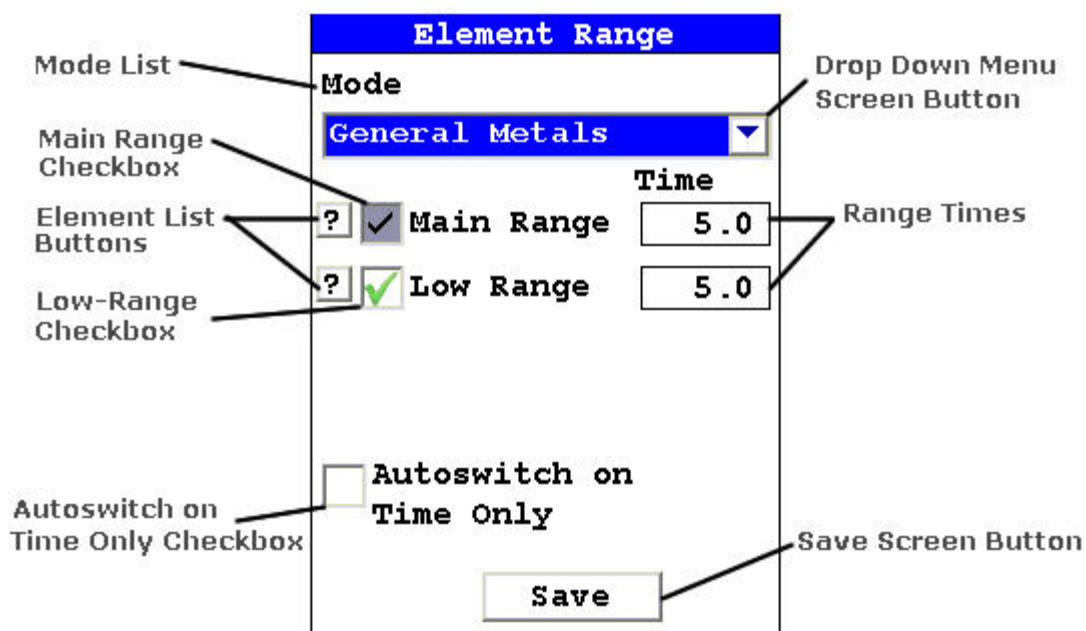 Element Range
Mode List
Mode
Drop Down Menu
Screen Button
General Metals
Main Range
Checkbox
Time
Element List
Buttons
? Main Range 5.0
Range Times
? Low Range 5.0
Low-Range
Checkbox
Autoswitch on
Time Only
Autoswitch on
Time Only Checkbox
Save Screen Button
Save